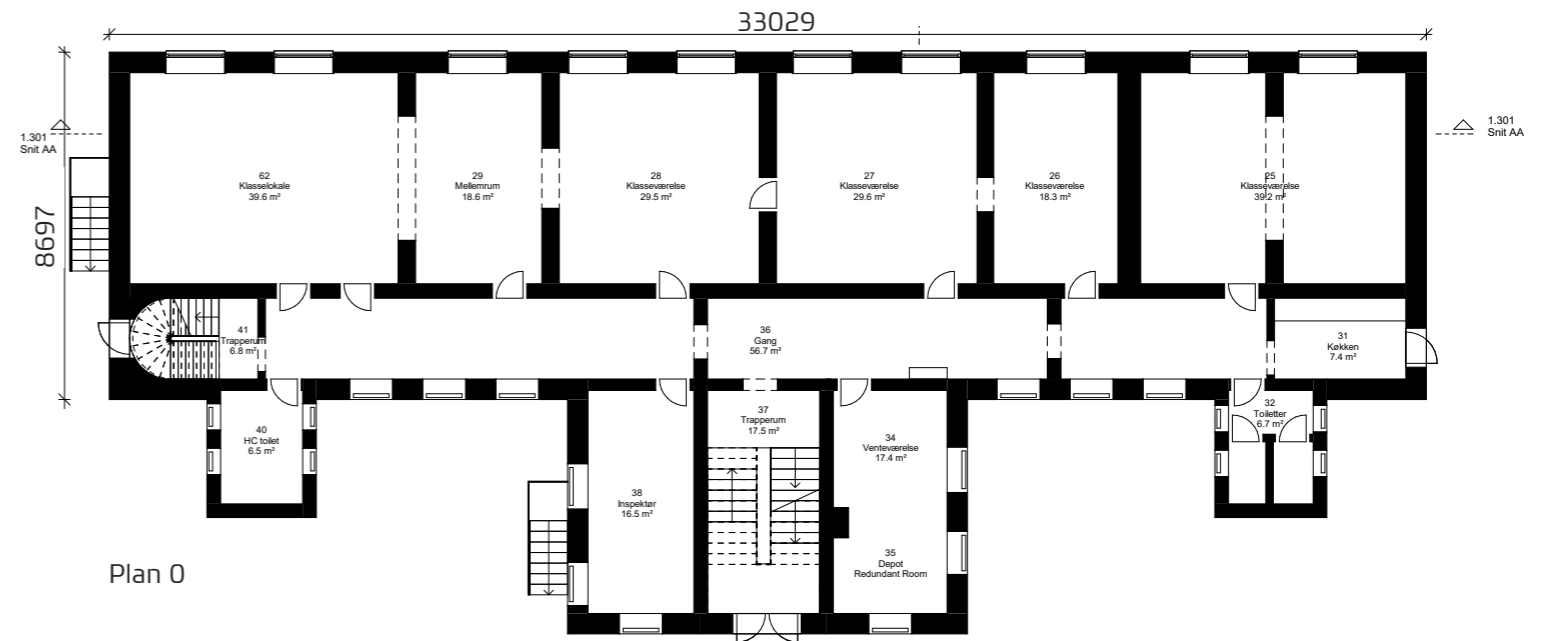 33029
8697
1.301
Snit AA
1.301
Snit AA
62
Klasselokale
39.6 m²
29
Mellemrum
18.6 m²
28
Klasseværelse
29.5 m²
27
Klasseværelse
29.6 m²
26
Klasseværelse
18.3 m²
25
Klasseværelse
39.2 m²
41
Trapperum
6.8 m²
36
Gang
56.7 m²
31
Køkken
7.4 m²
40
HC toilet
6.5 m²
37
Trapperum
17.5 m²
34
Venteværelse
17.4 m²
32
Toiletter
6.7 m²
38
Inspektør
16.5 m²
35
Depot
Redundant Room
Plan 0